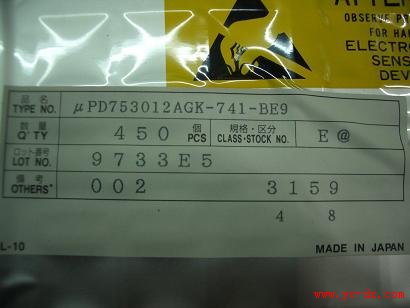 OBSERVE P
FOR HA
ELECTRO
SENS
DEV
品名 TYPE NO. μPD753012AGK-741-BE9
数量 Q'TY 450 個 PCS 規格・区分 CLASS・STOCK NO. E@
ロット番号 LOT NO. 9733E5
備考 OTHERS* 002 3159
4 8
L-10 MADE IN JAPAN